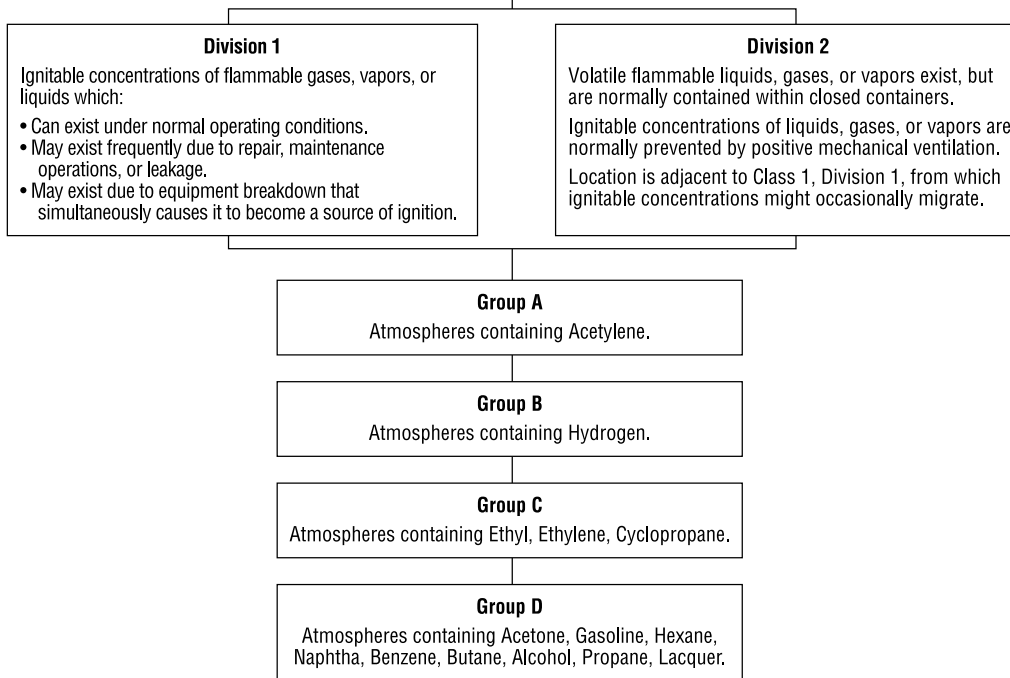 Division 1
Ignitable concentrations of flammable gases, vapors, or
liquids which:
• Can exist under normal operating conditions.
• May exist frequently due to repair, maintenance
operations, or leakage.
• May exist due to equipment breakdown that
simultaneously causes it to become a source of ignition.
Division 2
Volatile flammable liquids, gases, or vapors exist, but
are normally contained within closed containers.
Ignitable concentrations of liquids, gases, or vapors are
normally prevented by positive mechanical ventilation.
Location is adjacent to Class 1, Division 1, from which
ignitable concentrations might occasionally migrate.
Group A
Atmospheres containing Acetylene.
Group B
Atmospheres containing Hydrogen.
Group C
Atmospheres containing Ethyl, Ethylene, Cyclopropane.
Group D
Atmospheres containing Acetone, Gasoline, Hexane,
Naphtha, Benzene, Butane, Alcohol, Propane, Lacquer.